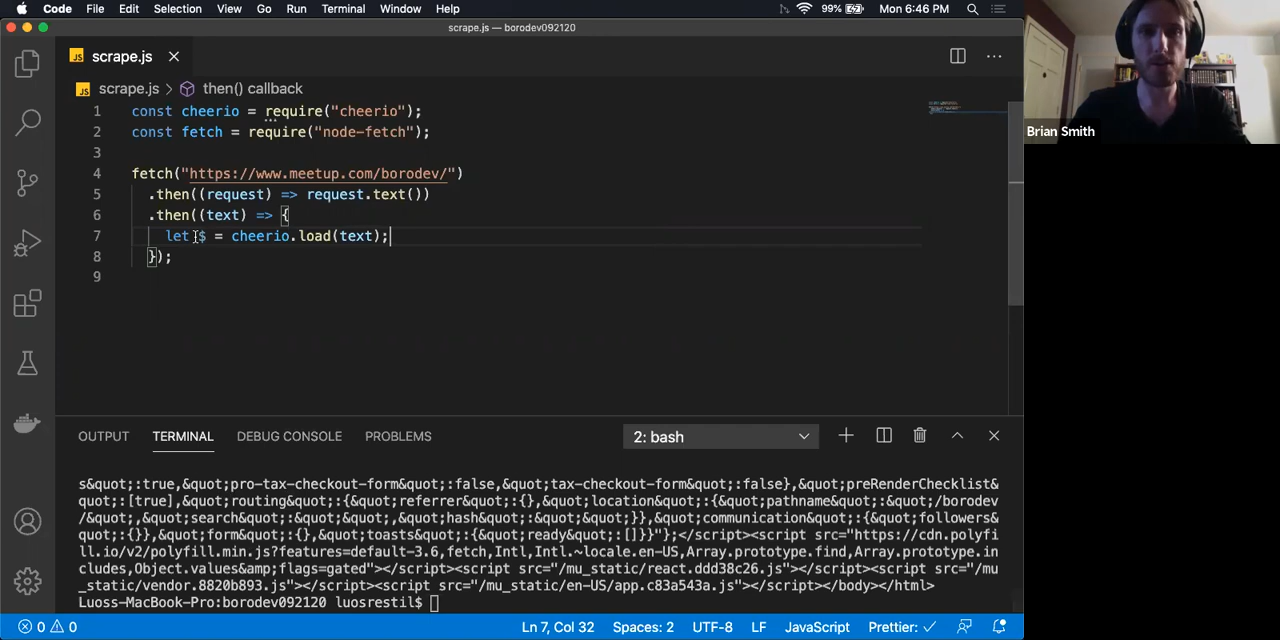 Code File Edit Selection View Go Run Terminal Window Help 99% Mon 6:46 PM
scrape.js — borodev092120
JS scrape.js
JS scrape.js > then() callback
1 const cheerio = require("cheerio");
2 const fetch = require("node-fetch");
3
4 fetch("https://www.meetup.com/borodev/")
5 .then((request) => request.text())
6 .then((text) => {
7 let $ = cheerio.load(text);
8 });
9
Brian Smith
OUTPUT TERMINAL DEBUG CONSOLE PROBLEMS 2: bash
s&quot;:true,&quot;pro-tax-checkout-form&quot;:false,&quot;tax-checkout-form&quot;:false},&quot;preRenderChecklist&
quot;:[true],&quot;routing&quot;:{&quot;referrer&quot;:{},&quot;location&quot;:{&quot;pathname&quot;:&quot;/borodev
/&quot;,&quot;search&quot;:&quot;&quot;,&quot;hash&quot;:&quot;&quot;}},&quot;communication&quot;:{&quot;followers&
quot;:{}},&quot;form&quot;:{},&quot;toasts&quot;:{&quot;ready&quot;:[]}}"};</script><script src="https://cdn.polyfi
ll.io/v2/polyfill.min.js?features=default-3.6,fetch,Intl,Intl.~locale.en-US,Array.prototype.find,Array.prototype.in
cludes,Object.values&amp;flags=gated"></script><script src="/mu_static/react.ddd38c26.js"></script><script src="/mu
_static/vendor.8820b893.js"></script><script src="/mu_static/en-US/app.c83a543a.js"></script></body></html>
Luoss-MacBook-Pro:borodev092120 luosrestil$
0 0 Ln 7, Col 32 Spaces: 2 UTF-8 LF JavaScript Prettier: ✓